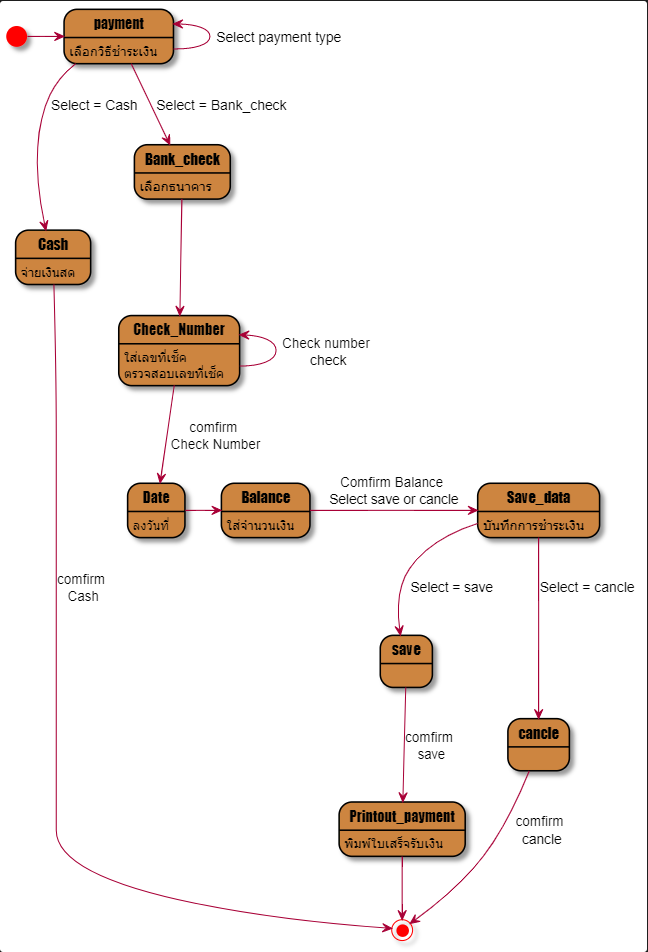 payment
เลือกวิธีชำระเงิน
Select payment type
Select = Cash
Select = Bank_check
Bank_check
เลือกธนาคาร
Cash
จ่ายเงินสด
Check_Number
ใส่เลขที่เช็ค
ตรวจสอบเลขที่เช็ค
Check number
check
comfirm
Check Number
Date
ลงวันที่
Balance
ใส่จำนวนเงิน
Comfirm Balance
Select save or cancle
Save_data
บันทึกการชำระเงิน
comfirm
Cash
Select = save
Select = cancle
save
cancle
comfirm
save
Printout_payment
พิมพ์ใบเสร็จรับเงิน
comfirm
cancle